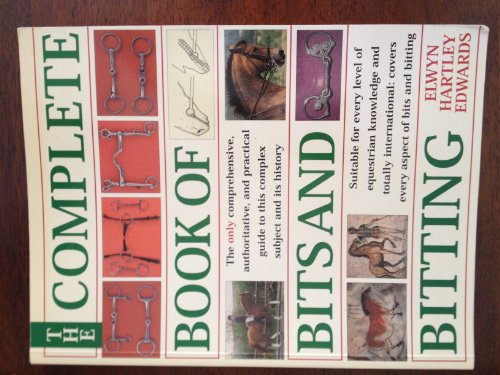 THE
COMPLETE
BOOK OF
The only comprehensive,
authoritative, and practical
guide to this complex
subject and its history
BITS AND
Suitable for every level of
equestrian knowledge and
totally international: covers
every aspect of bits and bitting
BITTING
ELWYN
HARTLEY
EDWARDS